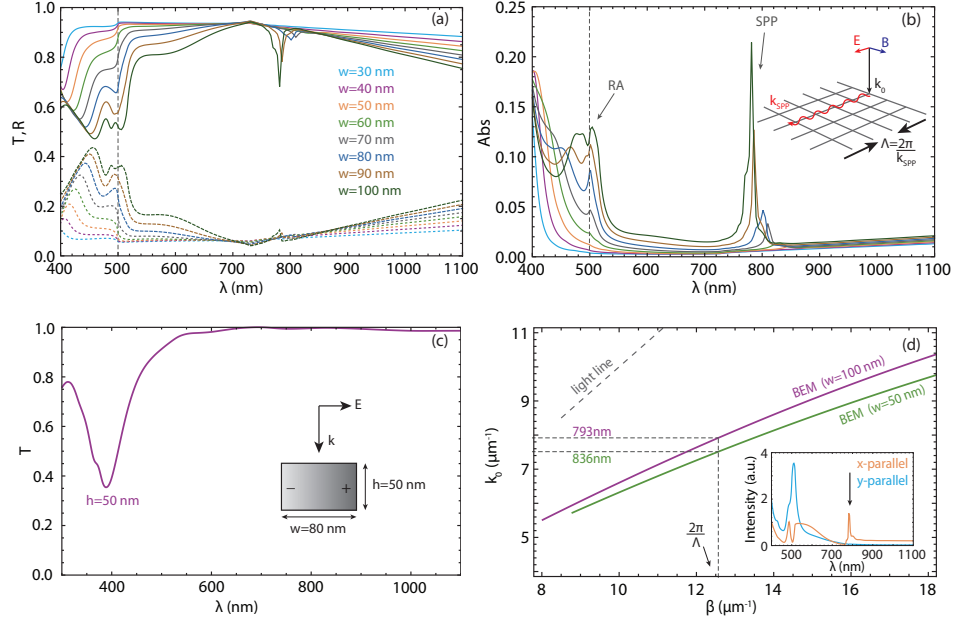 (a)
T, R
1.0
0.8
0.6
0.4
0.2
0.0
w=30 nm
w=40 nm
w=50 nm
w=60 nm
w=70 nm
w=80 nm
w=90 nm
w=100 nm
400 500 600 700 800 900 1000 1100
λ (nm)
(b)
Abs
0.25
0.20
0.15
0.10
0.05
0.00
RA
SPP
E
B
k₀
k_SPP
Λ=2π
k_SPP
400 500 600 700 800 900 1000 1100
λ (nm)
(c)
T
1.0
0.8
0.6
0.4
0.2
0.0
h=50 nm
E
k
− +
h=50 nm
w=80 nm
400 600 800 1000
λ (nm)
(d)
k₀ (μm⁻¹)
11
9
7
5
light line
BEM (w=100 nm)
BEM (w=50 nm)
793nm
836nm
2π
Λ
Intensity (a.u.)
4
2
0
x-parallel
y-parallel
500 700 900 1100
λ (nm)
8 10 12 14 16 18
β (μm⁻¹)